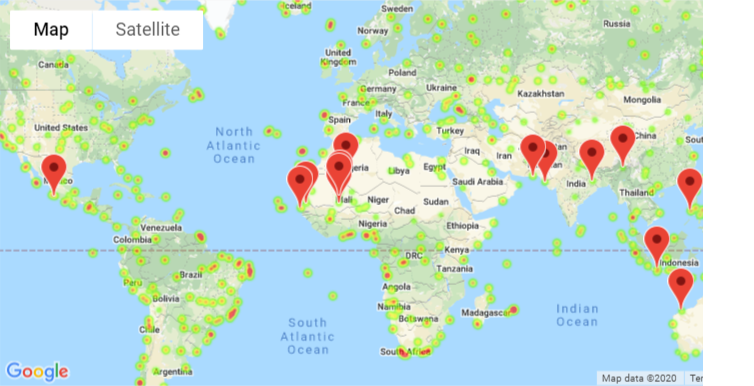 Iceland
Sweden
Russia
Map Satellite
Norway
Canada
United
Kingdom
Poland
Germany
Ukraine
Kazakhstan
Mongolia
France
Italy
Spain
United States
North
Atlantic
Ocean
Turkey
China
Sout
Iraq
Iran
Libya
Egypt
Saudi Arabia
India
Mali
Niger
Sudan
Thailand
Chad
Nigeria
Ethiopia
Venezuela
Colombia
Kenya
DRC
Indonesia
Tanzania
Brazil
Peru
Angola
Bolivia
Namibia
Botswana
Madagascar
Indian
Ocean
South
Atlantic
Ocean
Chile
South Africa
Argentina
Google
Map data ©2020
Ter